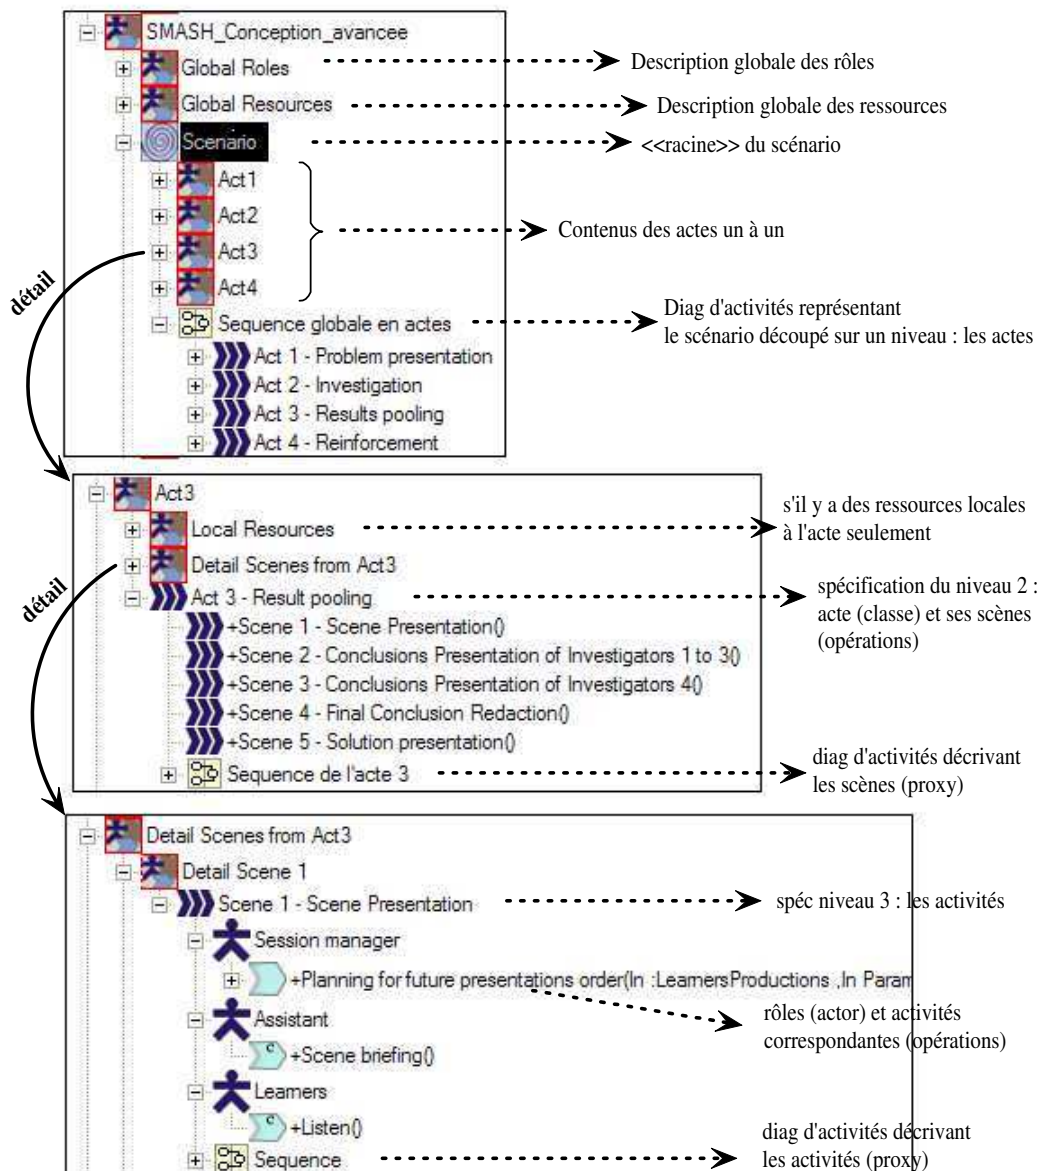 SMASH_Conception_avancee
Global Roles
Description globale des rôles
Global Resources
Description globale des ressources
Scenario
<<racine>> du scénario
Act1
Act2
Contenus des actes un à un
Act3
Act4
détail
Sequence globale en actes
Diag d'activités représentant
le scénario découpé sur un niveau : les actes
Act 1 - Problem presentation
Act 2 - Investigation
Act 3 - Results pooling
Act 4 - Reinforcement
Act3
Local Resources
s'il y a des ressources locales
à l'acte seulement
Detail Scenes from Act3
détail
Act 3 - Result pooling
spécification du niveau 2 :
acte (classe) et ses scènes
(opérations)
+Scene 1 - Scene Presentation()
+Scene 2 - Conclusions Presentation of Investigators 1 to 3()
+Scene 3 - Conclusions Presentation of Investigators 4()
+Scene 4 - Final Conclusion Redaction()
+Scene 5 - Solution presentation()
Sequence de l'acte 3
diag d'activités décrivant
les scènes (proxy)
Detail Scenes from Act3
Detail Scene 1
Scene 1 - Scene Presentation
spéc niveau 3 : les activités
Session manager
+Planning for future presentations order(In :LearnersProductions ,In Param
rôles (actor) et activités
correspondantes (opérations)
Assistant
c +Scene briefing()
Learners
c +Listen()
Sequence
diag d'activités décrivant
les activités (proxy)